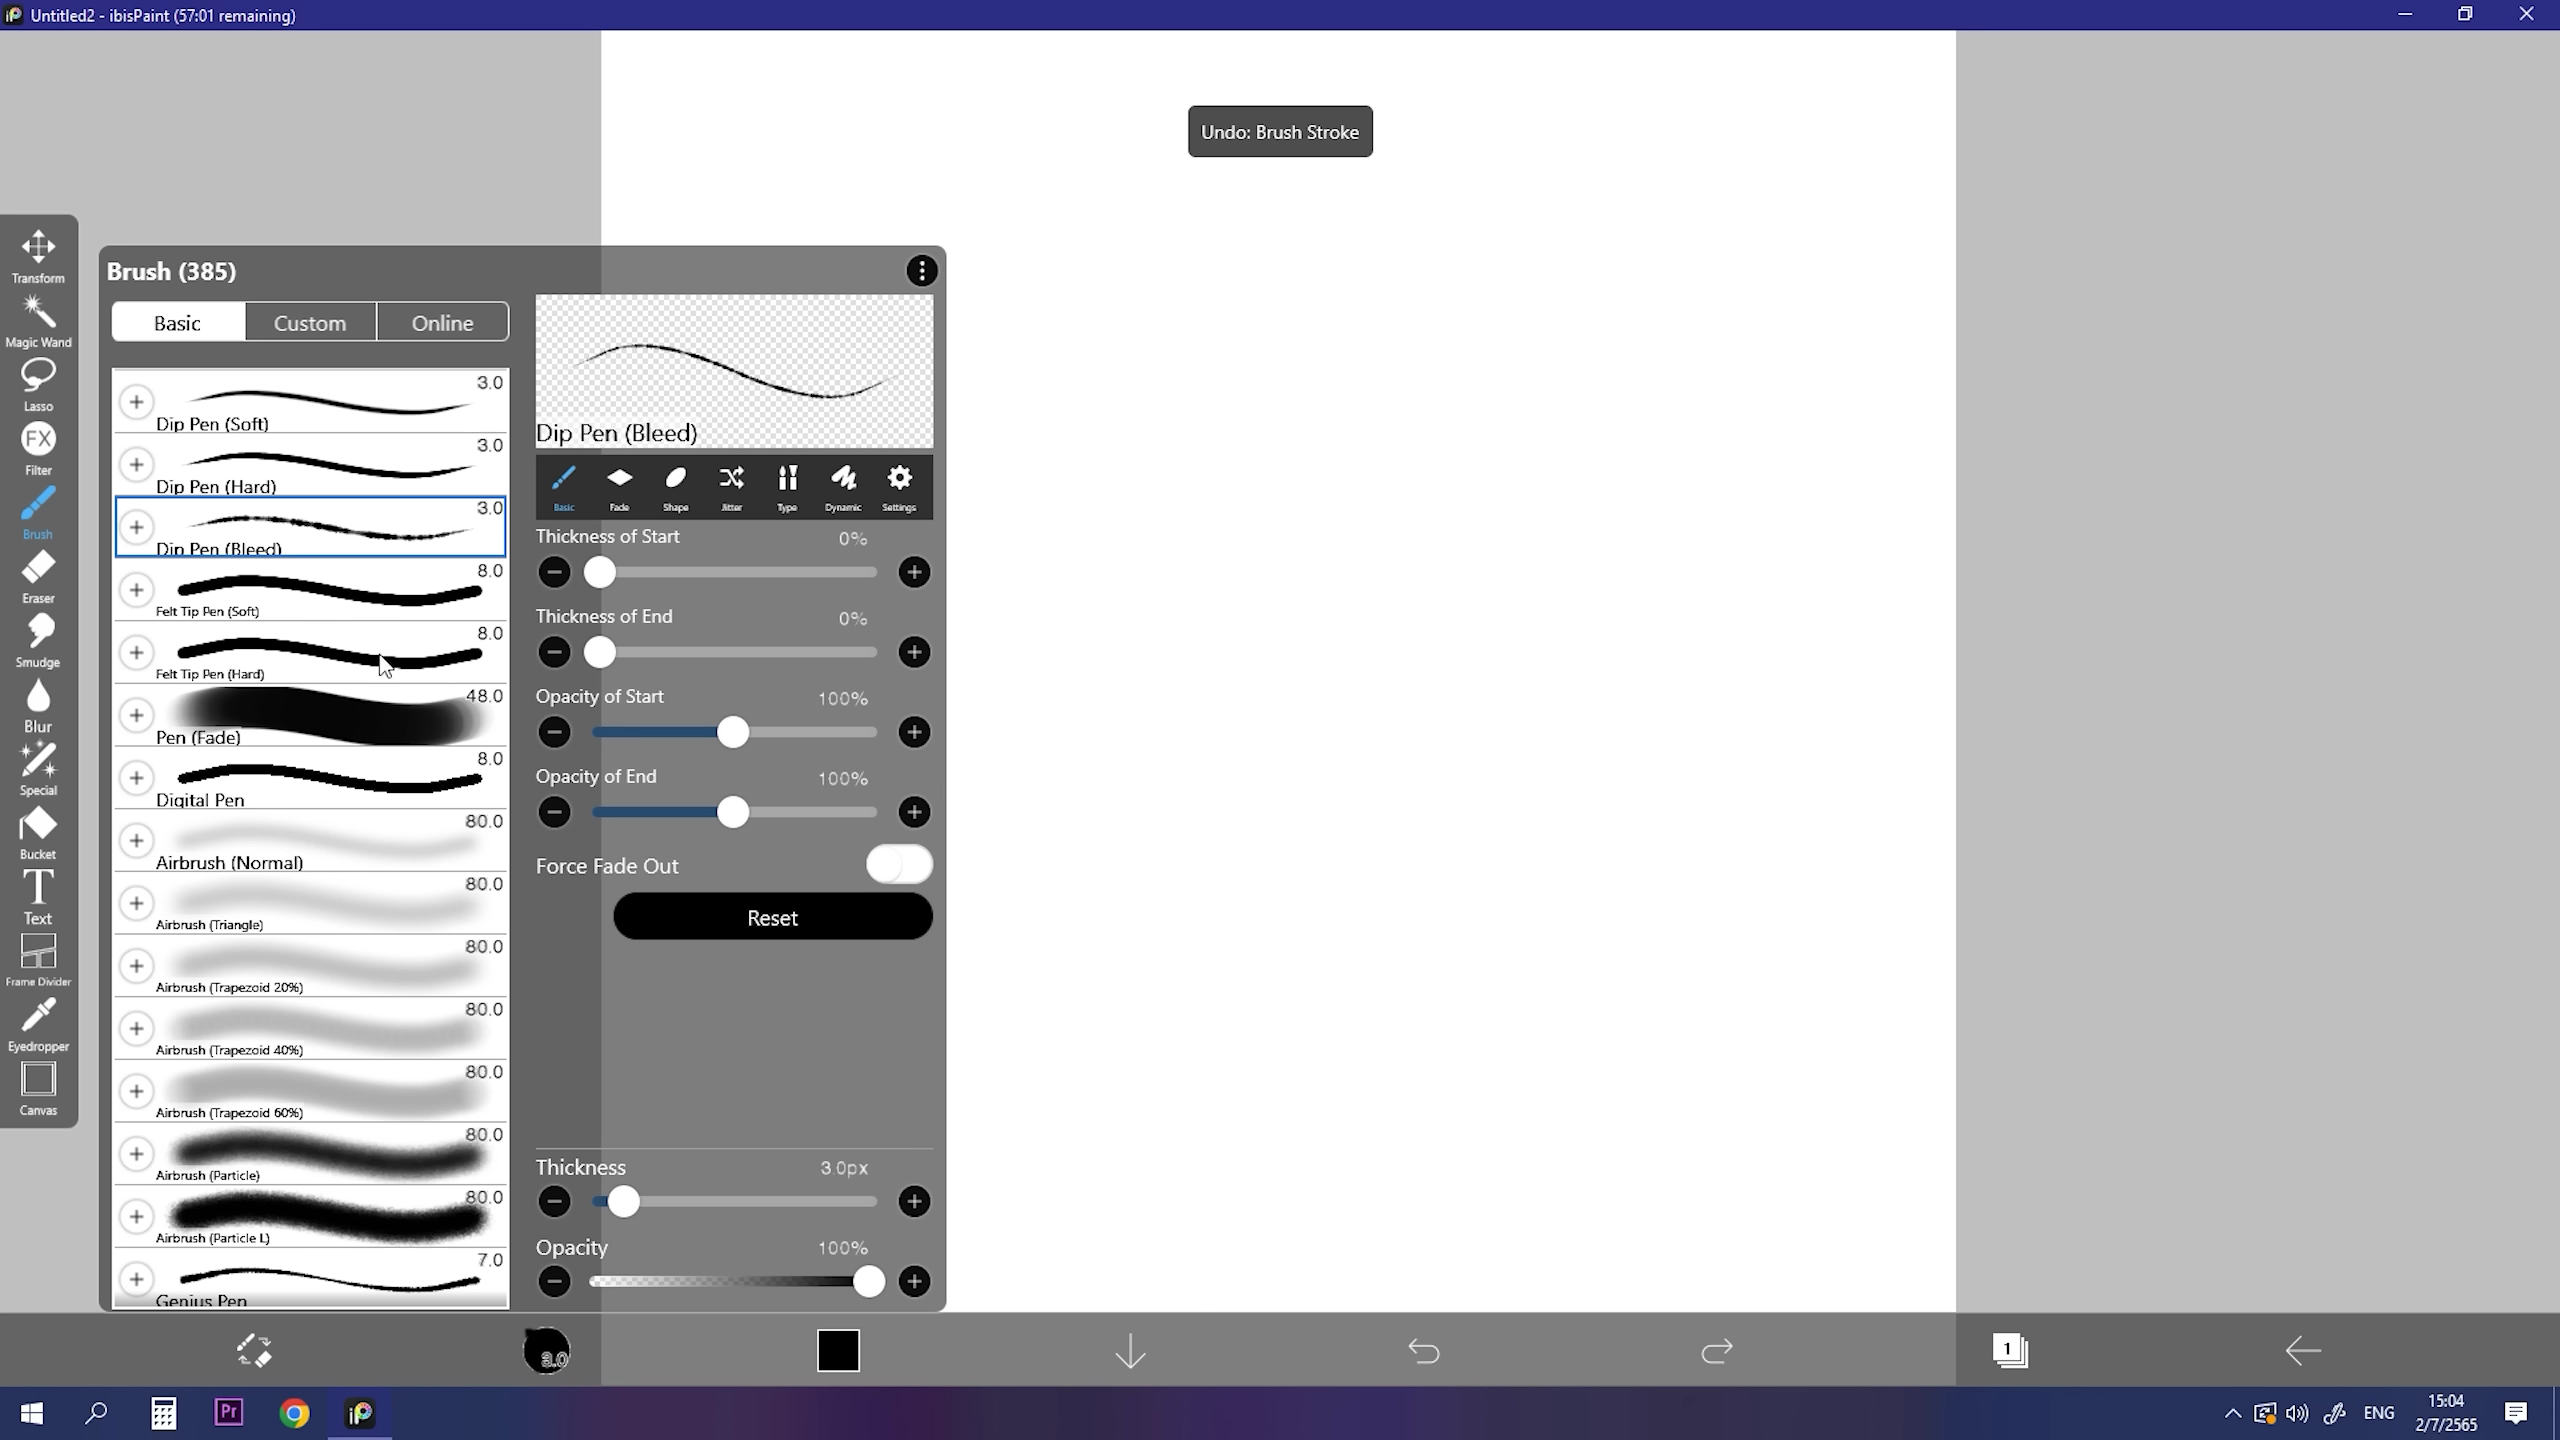 Untitled2 - ibisPaint (57:01 remaining)
Undo: Brush Stroke
Transform
Magic Wand
Lasso
FX
Filter
Brush
Eraser
Smudge
Blur
Special
Bucket
T
Text
Frame Divider
Eyedropper
Canvas
Brush (385)
Basic Custom Online
3.0
Dip Pen (Soft)
3.0
Dip Pen (Hard)
3.0
Dip Pen (Bleed)
8.0
Felt Tip Pen (Soft)
8.0
Felt Tip Pen (Hard)
48.0
Pen (Fade)
8.0
Digital Pen
80.0
Airbrush (Normal)
80.0
Airbrush (Triangle)
80.0
Airbrush (Trapezoid 20%)
80.0
Airbrush (Trapezoid 40%)
80.0
Airbrush (Trapezoid 60%)
80.0
Airbrush (Particle)
80.0
Airbrush (Particle L)
7.0
Genius Pen
Dip Pen (Bleed)
Basic Fade Shape Jitter Type Dynamic Settings
Thickness of Start 0%
Thickness of End 0%
Opacity of Start 100%
Opacity of End 100%
Force Fade Out
Reset
Thickness 3.0px
Opacity 100%
3.0
1
Pr
iP
ENG
15:04
2/7/2565